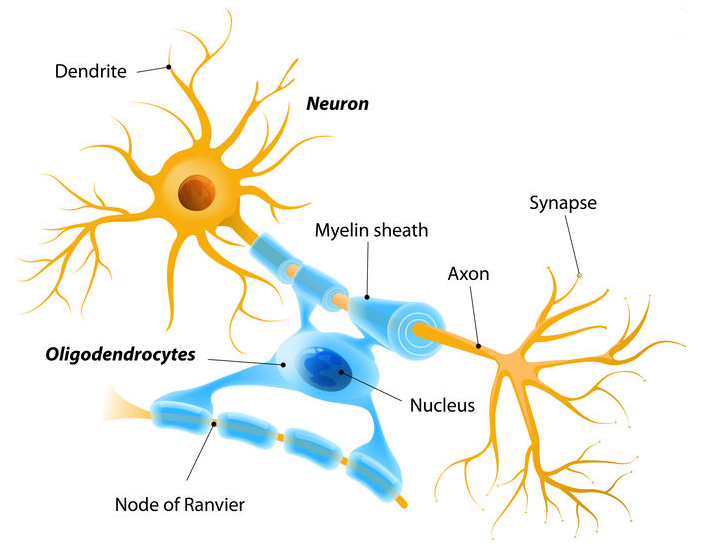 Dendrite
Neuron
Synapse
Myelin sheath
Axon
Oligodendrocytes
Nucleus
Node of Ranvier